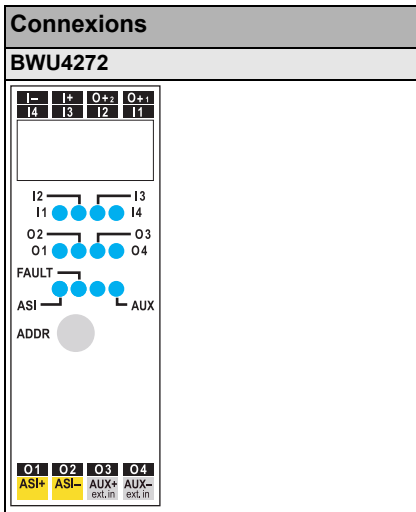 Connexions
BWU4272
I– I+ O+2 O+1
I4 I3 I2 I1
I2 I3
I1 I4
O2 O3
O1 O4
FAULT
ASI AUX
ADDR
O1 O2 O3 O4
ASI+ ASI– AUX+ AUX–
ext.in ext.in